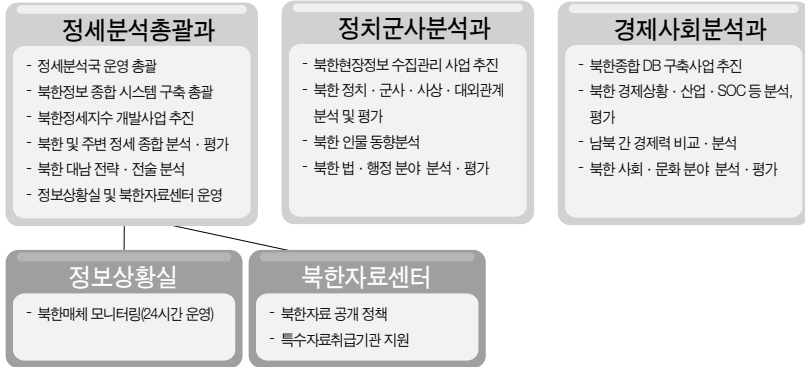 정세분석총괄과
- 정세분석국 운영 총괄
- 북한정보 종합 시스템 구축 총괄
- 북한정세지수 개발사업 추진
- 북한 및 주변 정세 종합 분석 · 평가
- 북한 대남 전략 · 전술 분석
- 정보상황실 및 북한자료센터 운영
정치군사분석과
- 북한현장정보 수집관리 사업 추진
- 북한 정치 · 군사 · 사상 · 대외관계
분석 및 평가
- 북한 인물 동향분석
- 북한 법 · 행정 분야 분석 · 평가
경제사회분석과
- 북한종합 DB 구축사업 추진
- 북한 경제상황 · 산업 · SOC 등 분석,
평가
- 남북 간 경제력 비교 · 분석
- 북한 사회 · 문화 분야 분석 · 평가
정보상황실
- 북한매체 모니터링(24시간 운영)
북한자료센터
- 북한자료 공개 정책
- 특수자료취급기관 지원